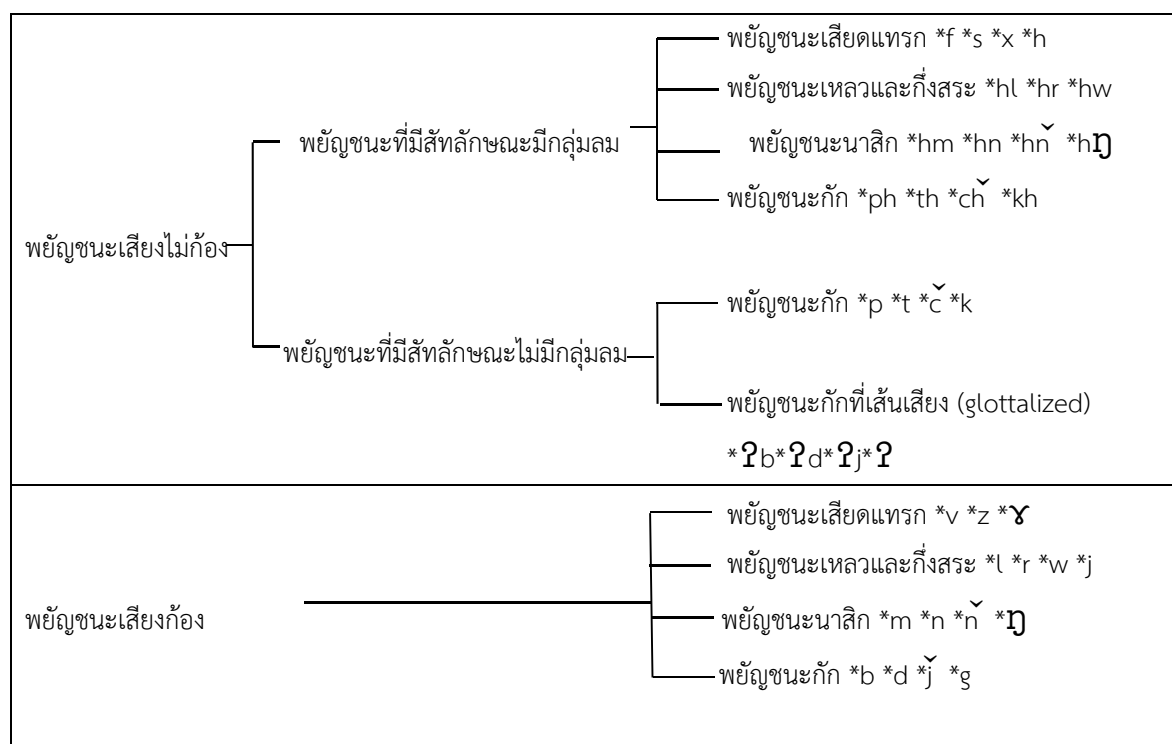 พยัญชนะเสียดแทรก *f *s *x *h
พยัญชนะเหลวและกึ่งสระ *hl *hr *hw
พยัญชนะที่มีสัทลักษณะมีกลุ่มลม
พยัญชนะนาสิก *hm *hn *hň *hŋ
พยัญชนะกัก *ph *th *čh *kh
พยัญชนะเสียงไม่ก้อง
พยัญชนะกัก *p *t *č *k
พยัญชนะที่มีสัทลักษณะไม่มีกลุ่มลม
พยัญชนะกักที่เส้นเสียง (glottalized)
*ʔb*ʔd*ʔj*ʔ
พยัญชนะเสียดแทรก *v *z *ɣ
พยัญชนะเหลวและกึ่งสระ *l *r *w *j
พยัญชนะเสียงก้อง
พยัญชนะนาสิก *m *n *ň *ŋ
พยัญชนะกัก *b *d *ǰ *g